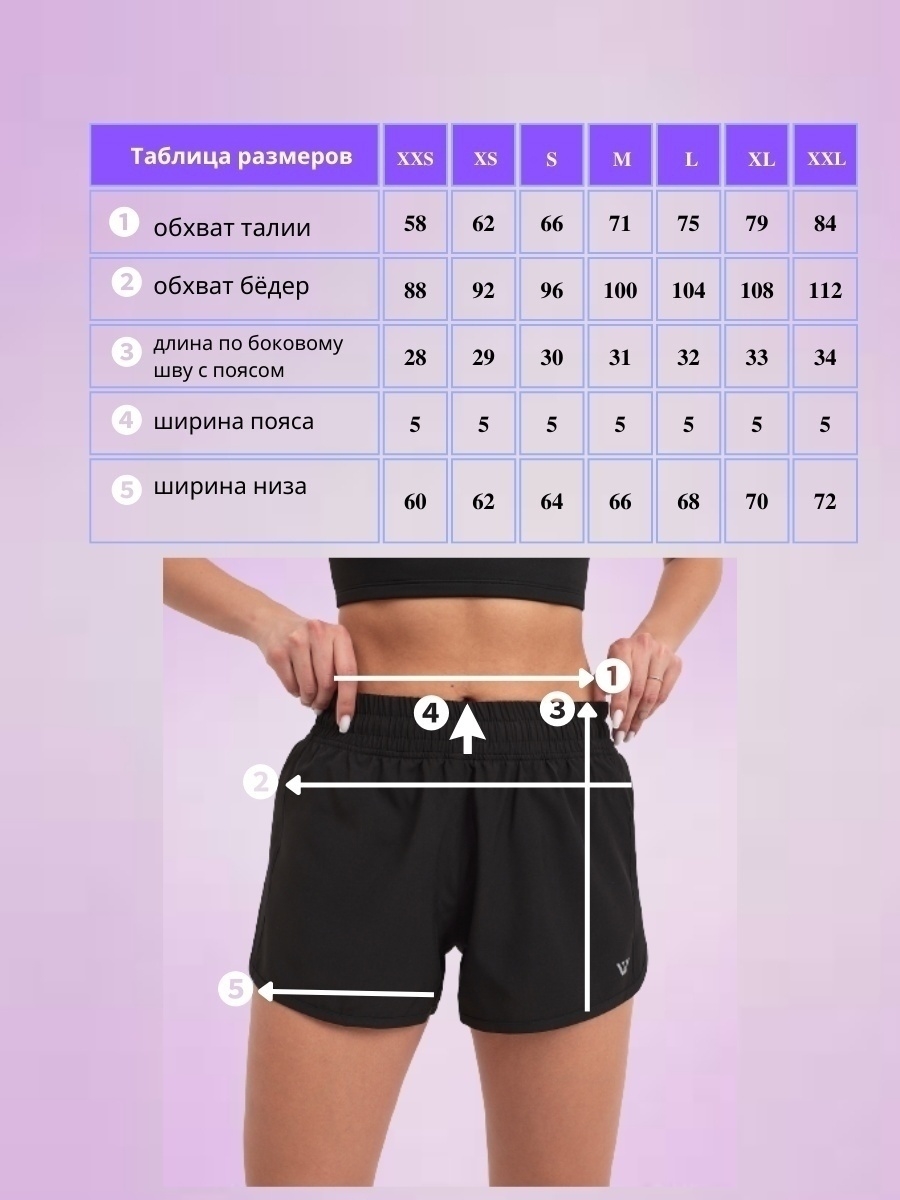 Таблица размеров XXS XS S M L XL XXL
1 обхват талии 58 62 66 71 75 79 84
2 обхват бёдер 88 92 96 100 104 108 112
3 длина по боковому
шву с поясом 28 29 30 31 32 33 34
4 ширина пояса 5 5 5 5 5 5 5
5 ширина низа 60 62 64 66 68 70 72
1
4 3
2
5